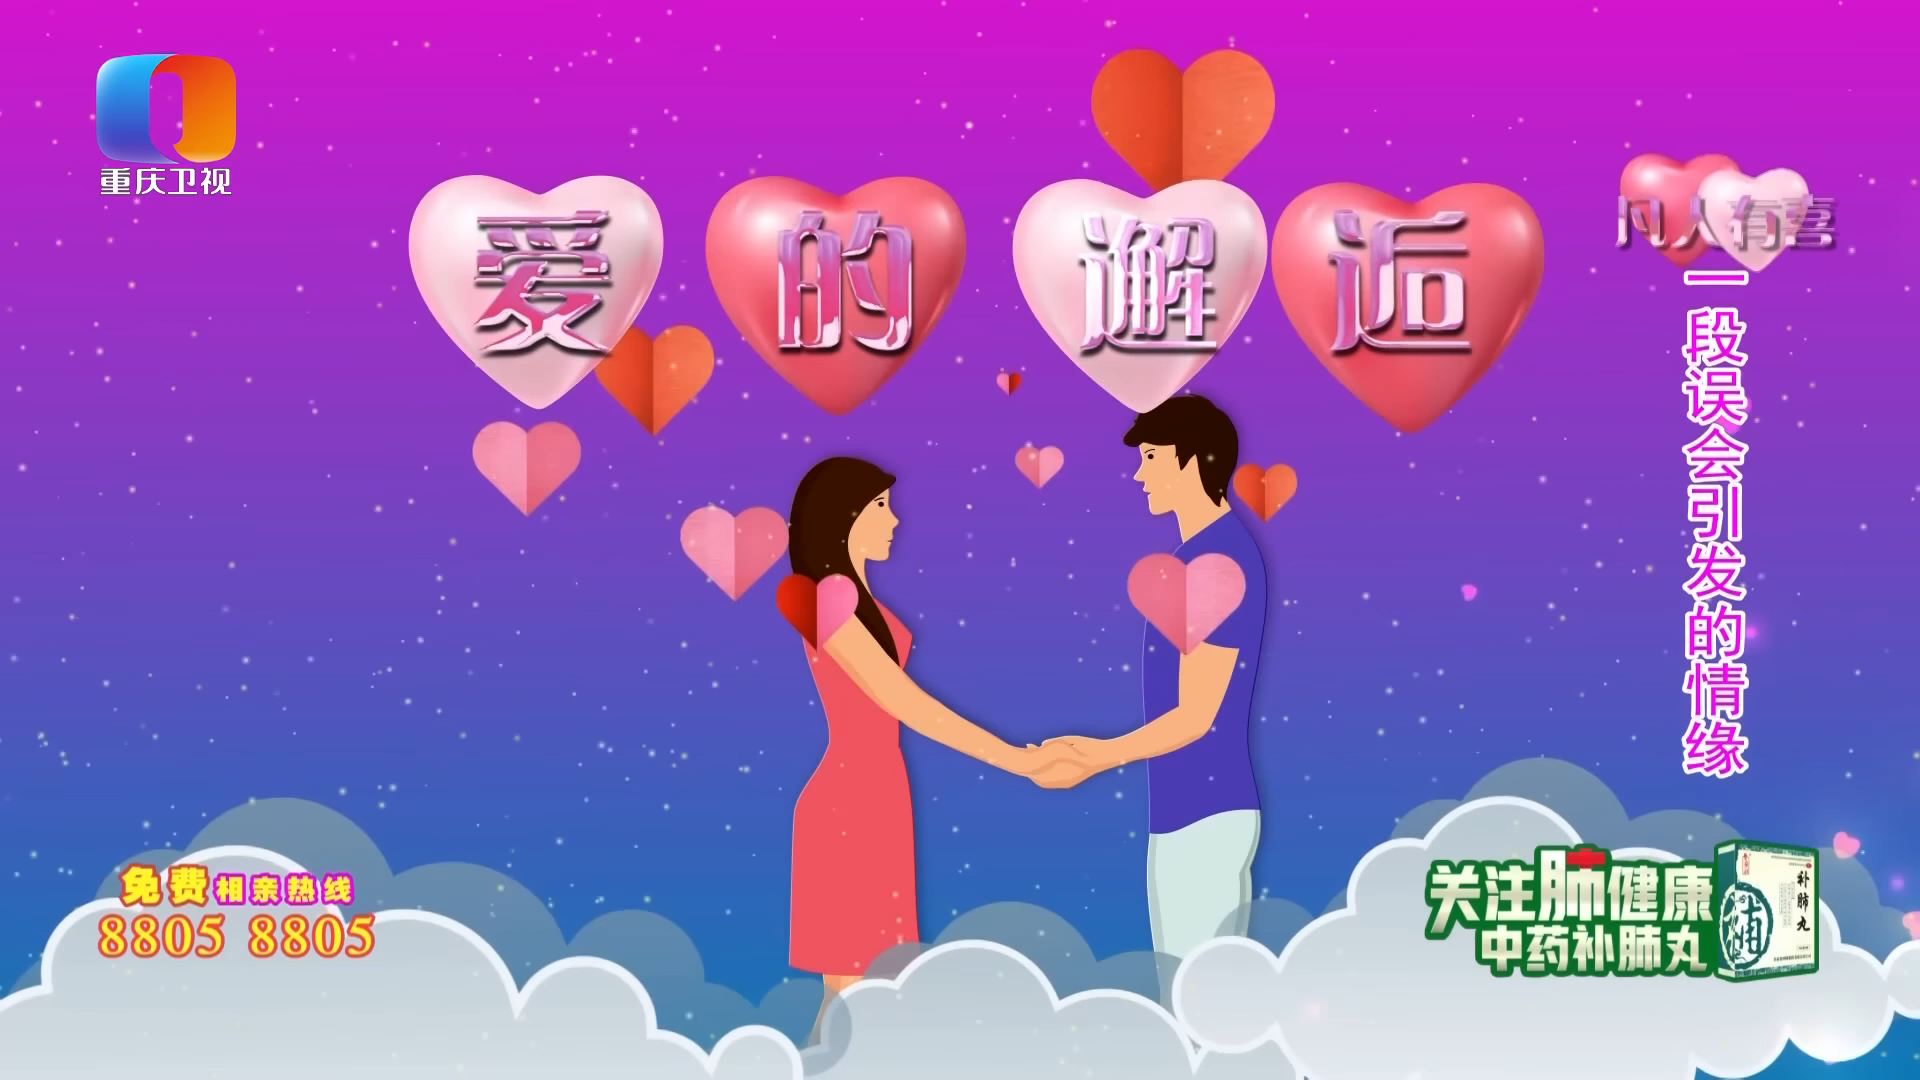 重庆卫视
爱的邂逅
凡人有喜
一段误会引发的情缘
免费相亲热线
8805 8805
关注肺健康
中药补肺丸
补肺丸
補